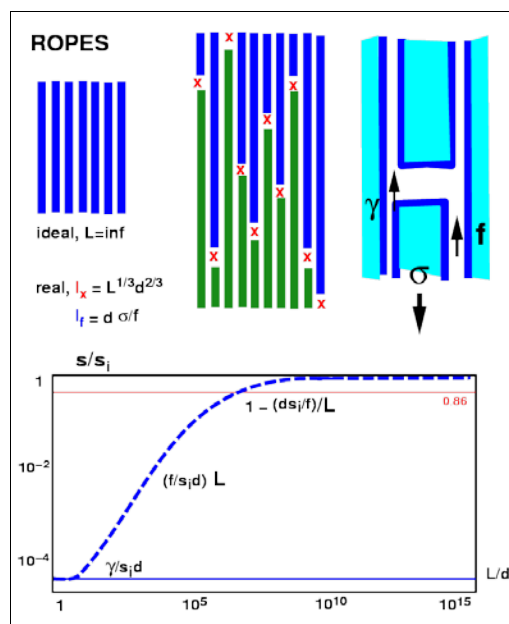 ROPES
x
x
x
x
x
x
x
x
x
x
x
x
ideal, L=inf
γ
f
σ
real, lx = L1/3d2/3
lf = d σ/f
s/si
1
0.86
1 − (dsi/f)/L
10−2
(f/sid) L
10−4
γ/sid
L/d
1
105
1010
1015